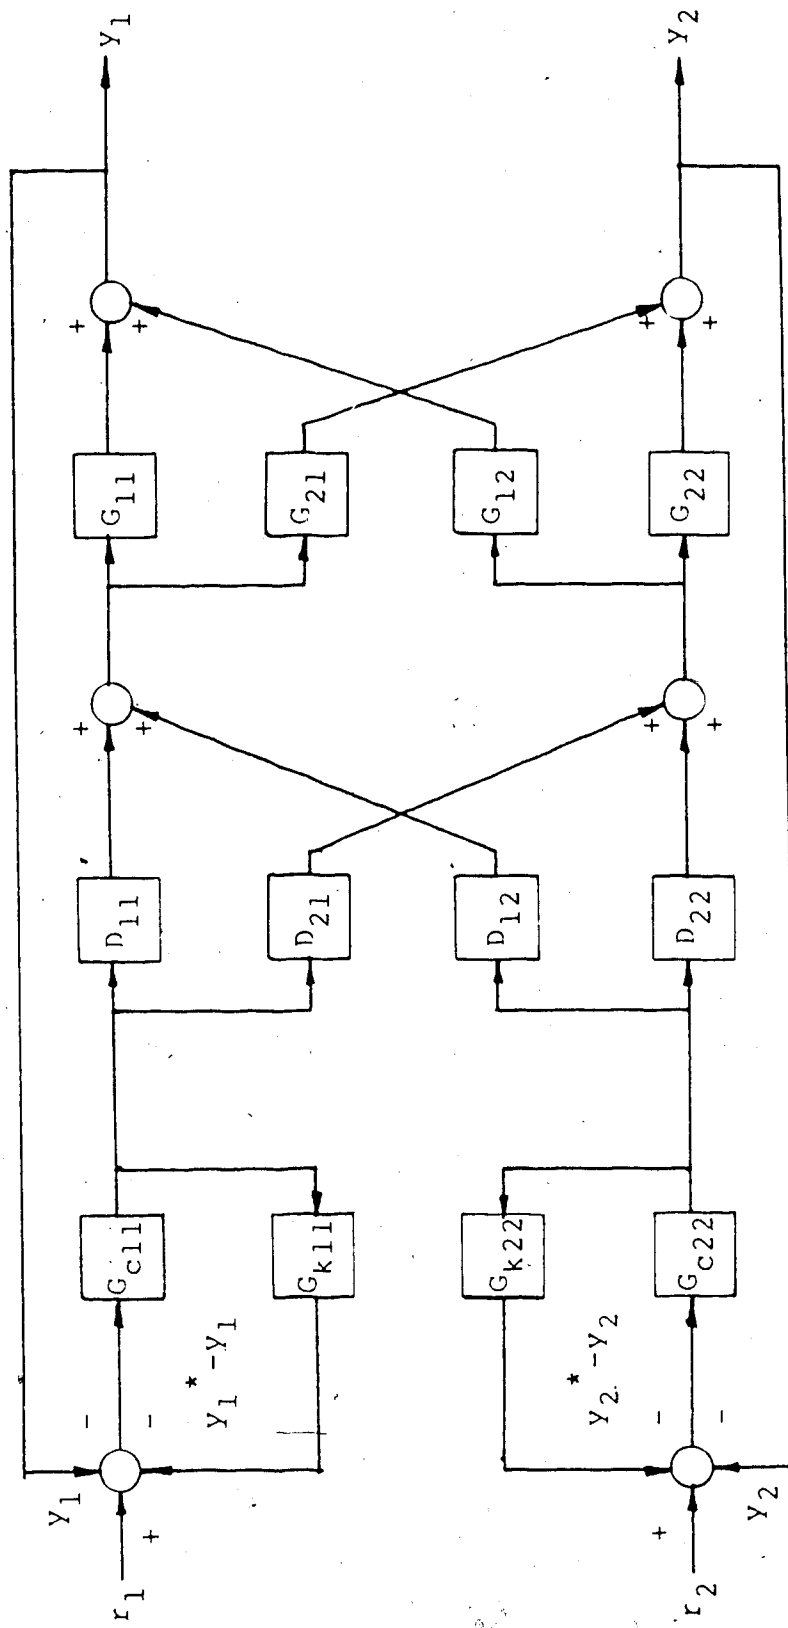 r1
+
y1
-
-
y1* -y1
Gc11
Gk11
D11
D21
+
+
G11
G21
+
+
y1
r2
+
y2
-
-
y2* -y2
Gk22
Gc22
D12
D22
+
+
G12
G22
+
+
y2